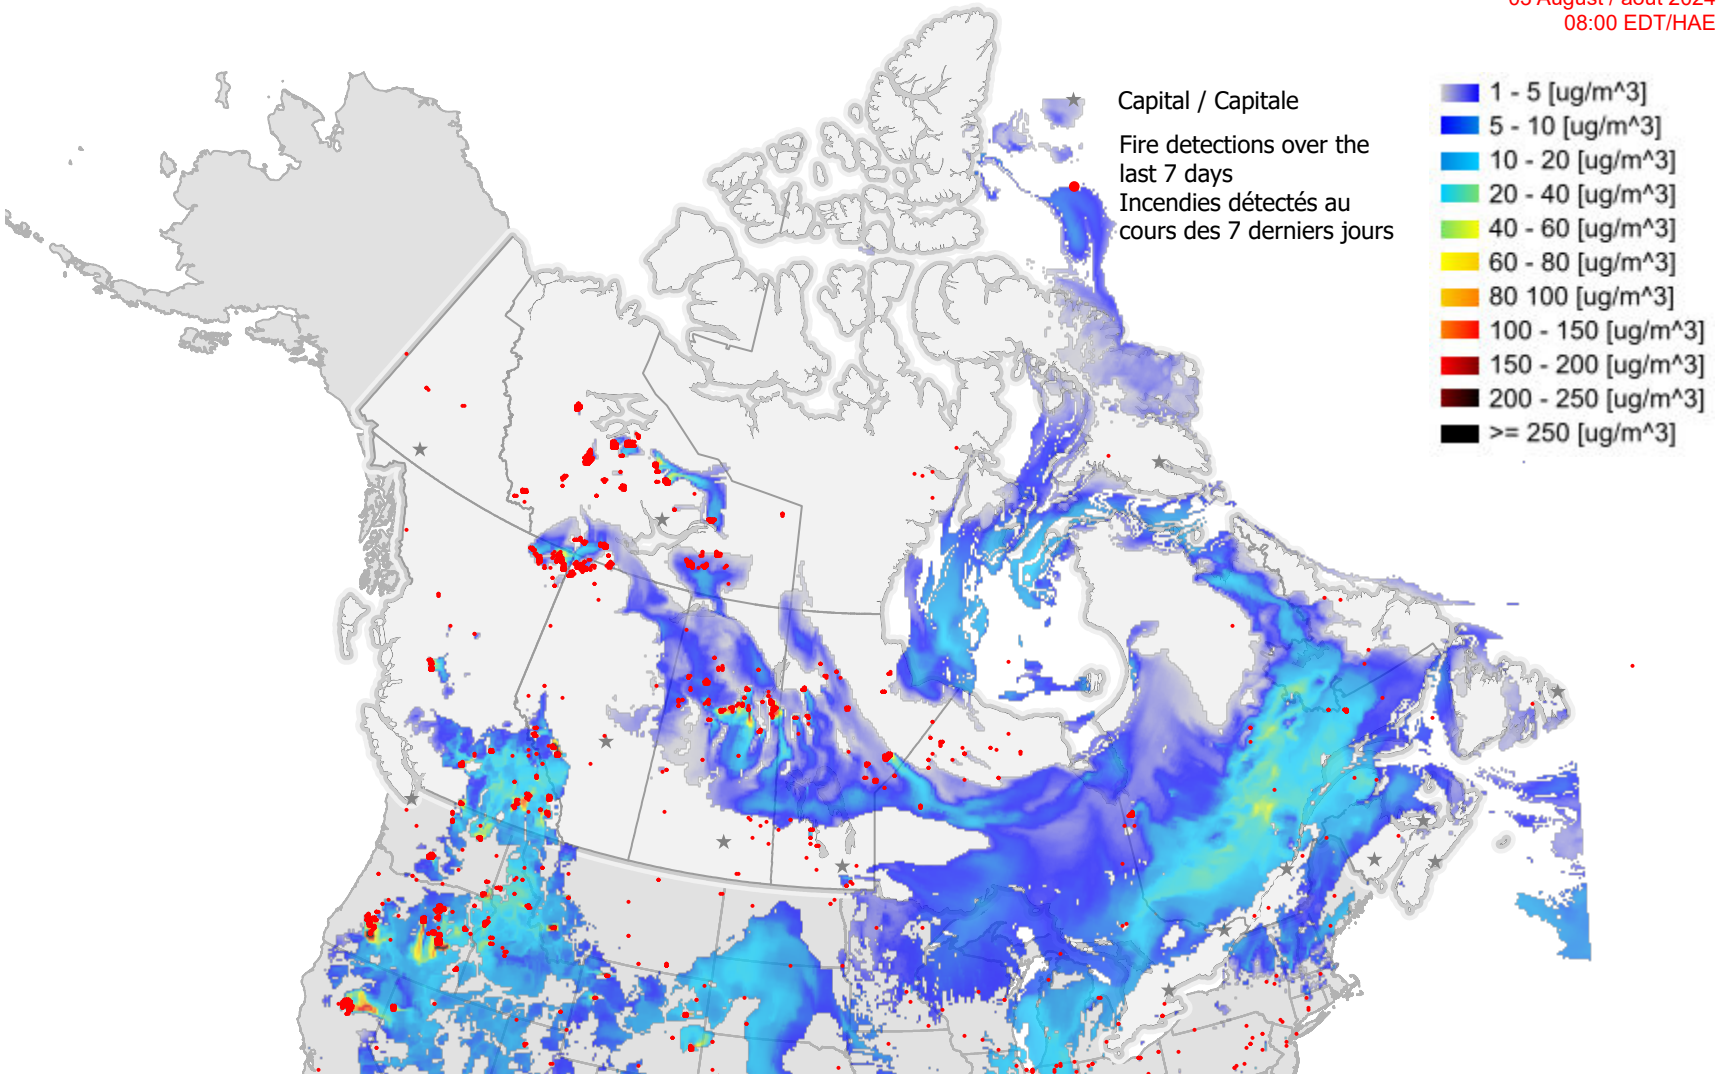 August / août 2024
08:00 EDT/HAE
Capital / Capitale
Fire detections over the
last 7 days
Incendies détectés au
cours des 7 derniers jours
1 - 5 [ug/m^3]
5 - 10 [ug/m^3]
10 - 20 [ug/m^3]
20 - 40 [ug/m^3]
40 - 60 [ug/m^3]
60 - 80 [ug/m^3]
80 100 [ug/m^3]
100 - 150 [ug/m^3]
150 - 200 [ug/m^3]
200 - 250 [ug/m^3]
>= 250 [ug/m^3]